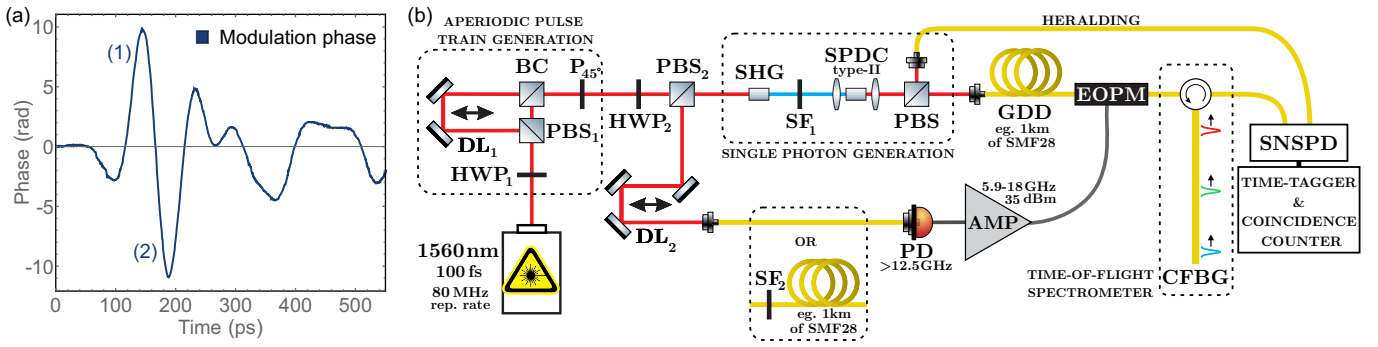 (a)
10
5
0
-5
-10
Phase (rad)
(1)
(2)
Modulation phase
0
100
200
300
400
500
Time (ps)
(b)
APERIODIC PULSE
TRAIN GENERATION
BC
P45°
DL1
PBS1
HWP1
HWP2
PBS2
1560 nm
100 fs
80 MHz
rep. rate
SHG
SF1
SPDC
type-II
PBS
SINGLE PHOTON GENERATION
HERALDING
GDD
eg. 1km
of SMF28
EOPM
DL2
OR
SF2
eg. 1km
of SMF28
PD
>12.5GHz
5.9-18 GHz
35 dBm
AMP
TIME-OF-FLIGHT
SPECTROMETER
CFBG
SNSPD
TIME-TAGGER
&
COINCIDENCE
COUNTER